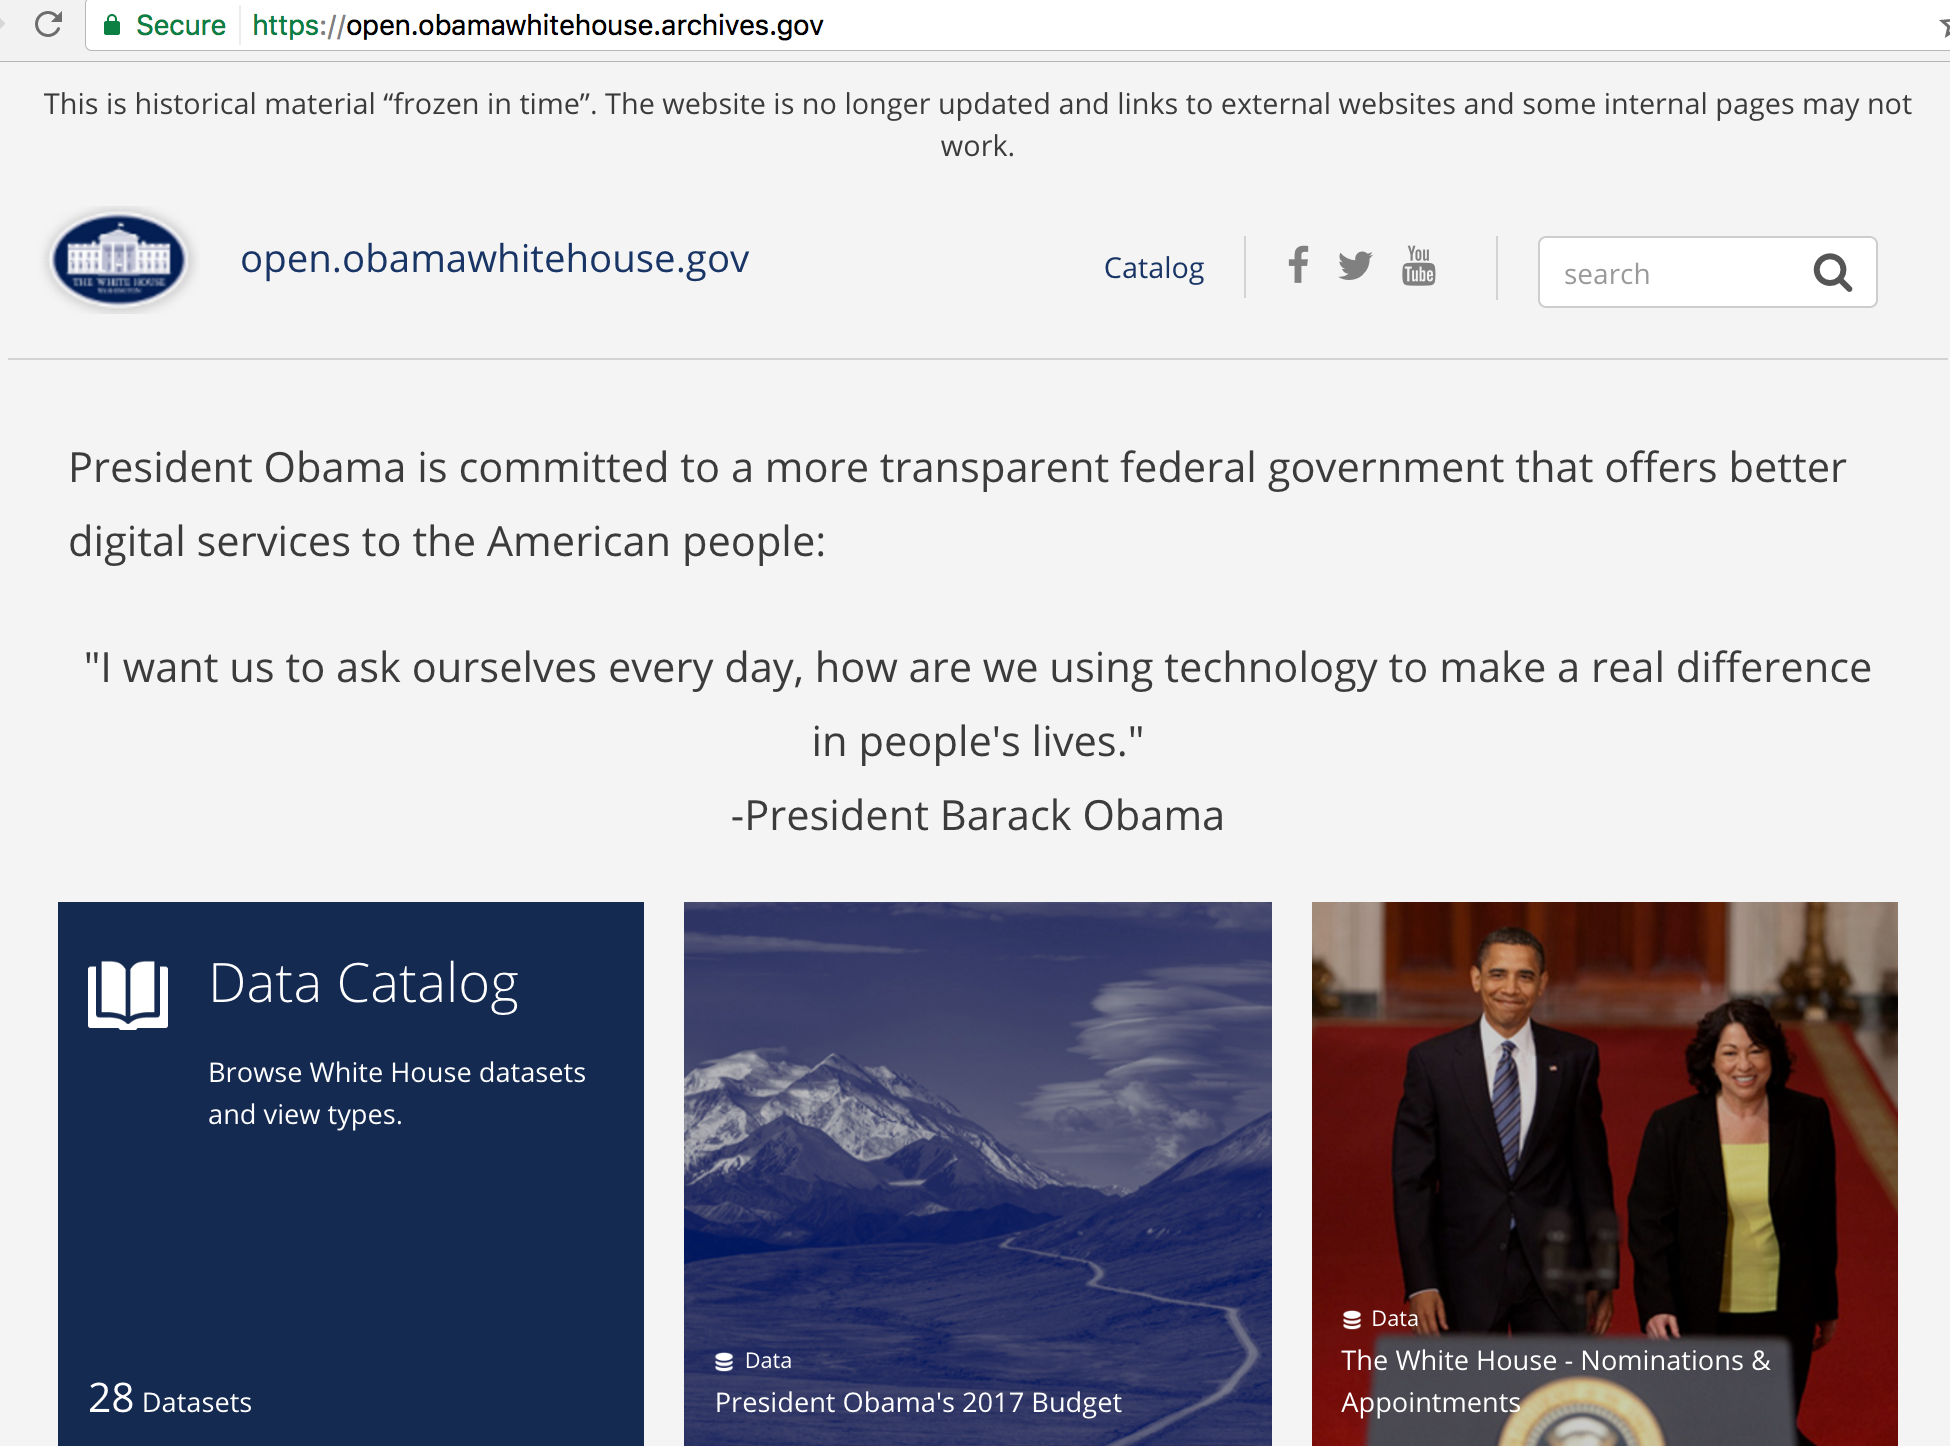 Secure https://open.obamawhitehouse.archives.gov
This is historical material “frozen in time”. The website is no longer updated and links to external websites and some internal pages may not
work.
THE WHITE HOUSE
WASHINGTON
open.obamawhitehouse.gov
Catalog
You
Tube
search
President Obama is committed to a more transparent federal government that offers better
digital services to the American people:
"I want us to ask ourselves every day, how are we using technology to make a real difference
in people's lives."
-President Barack Obama
Data Catalog
Browse White House datasets
and view types.
28 Datasets
Data
President Obama's 2017 Budget
Data
The White House - Nominations &
Appointments